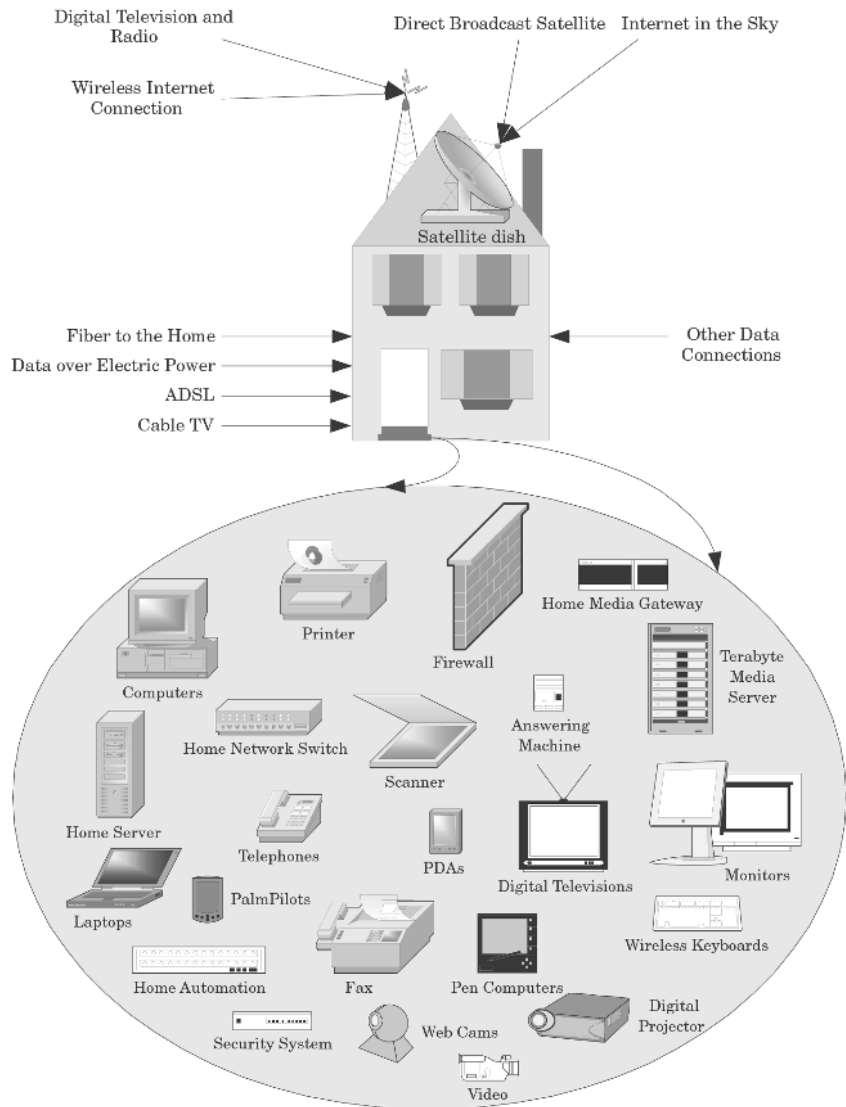 Digital Television and
Radio
Direct Broadcast Satellite
Internet in the Sky
Wireless Internet
Connection
Satellite dish
Fiber to the Home
Data over Electric Power
ADSL
Cable TV
Other Data
Connections
Printer
Firewall
Home Media Gateway
Computers
Terabyte
Media
Server
Home Network Switch
Scanner
Answering
Machine
Home Server
Telephones
PDAs
Digital Televisions
Monitors
Laptops
PalmPilots
Wireless Keyboards
Home Automation
Fax
Pen Computers
Security System
Web Cams
Digital
Projector
Video